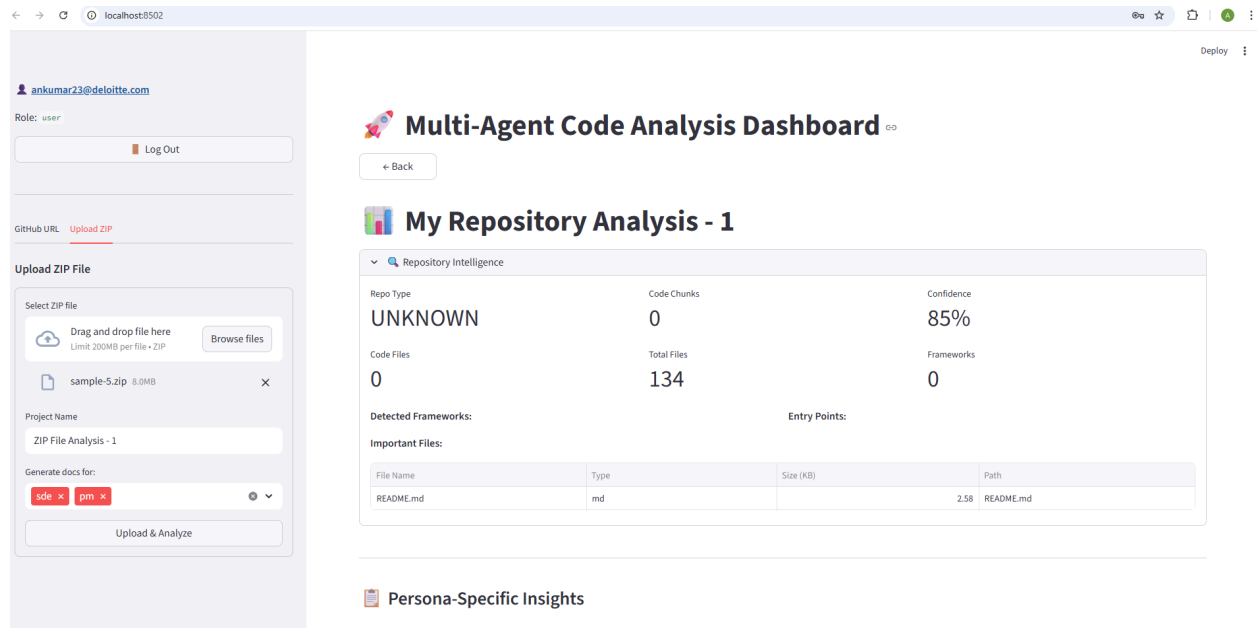 localhost:8502
A
Deploy
ankumar23@deloitte.com
Role: user
Log Out
GitHub URL Upload ZIP
Upload ZIP File
Select ZIP file
Drag and drop file here
Limit 200MB per file • ZIP
Browse files
sample-5.zip 8.0MB
Project Name
ZIP File Analysis - 1
Generate docs for:
sde × pm ×
Upload & Analyze
Multi-Agent Code Analysis Dashboard
← Back
My Repository Analysis - 1
Repository Intelligence
Repo Type Code Chunks Confidence
UNKNOWN 0 85%
Code Files Total Files Frameworks
0 134 0
Detected Frameworks: Entry Points:
Important Files:
File Name Type Size (KB) Path
README.md md 2.58 README.md
Persona-Specific Insights